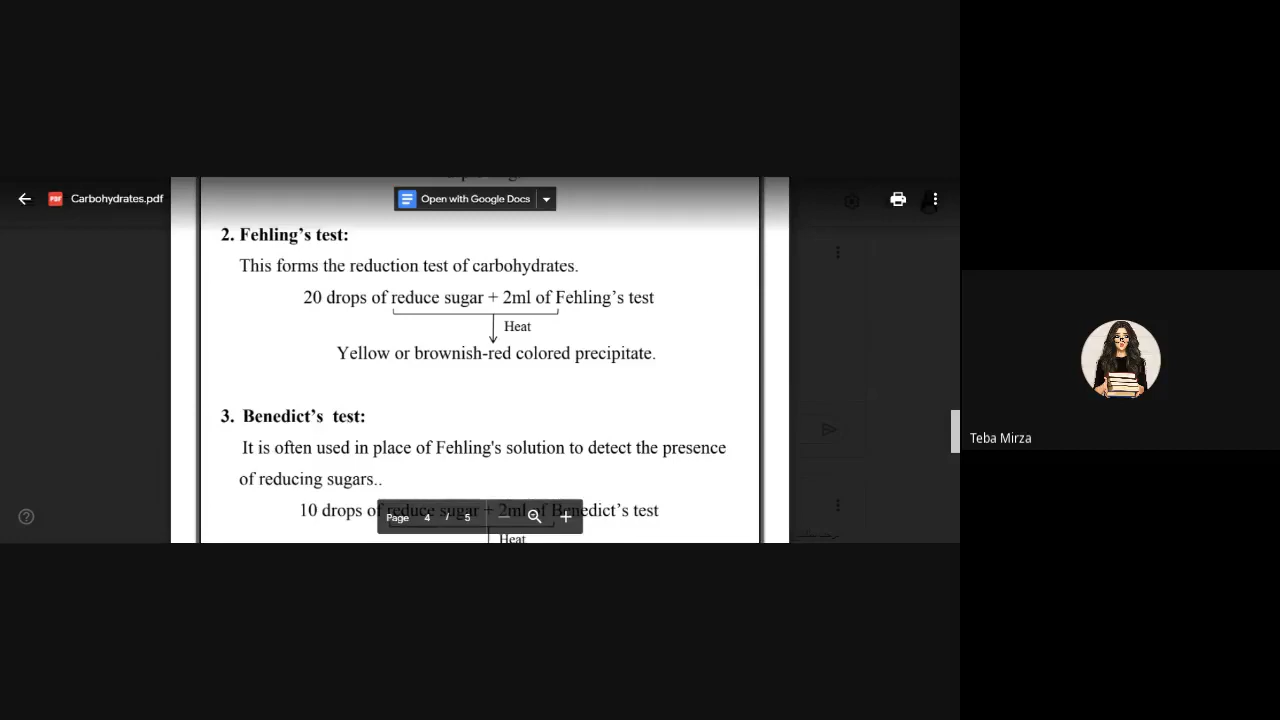 Carbohydrates.pdf
PDF
Open with Google Docs
2. Fehling's test:
This forms the reduction test of carbohydrates.
20 drops of reduce sugar + 2ml of Fehling's test
Heat
Yellow or brownish-red colored precipitate.
3. Benedict's test:
It is often used in place of Fehling's solution to detect the presence
of reducing sugars..
10 drops of reduce sugar + 2ml of Benedict's test
Page 4 / 5
Heat
Teba Mirza